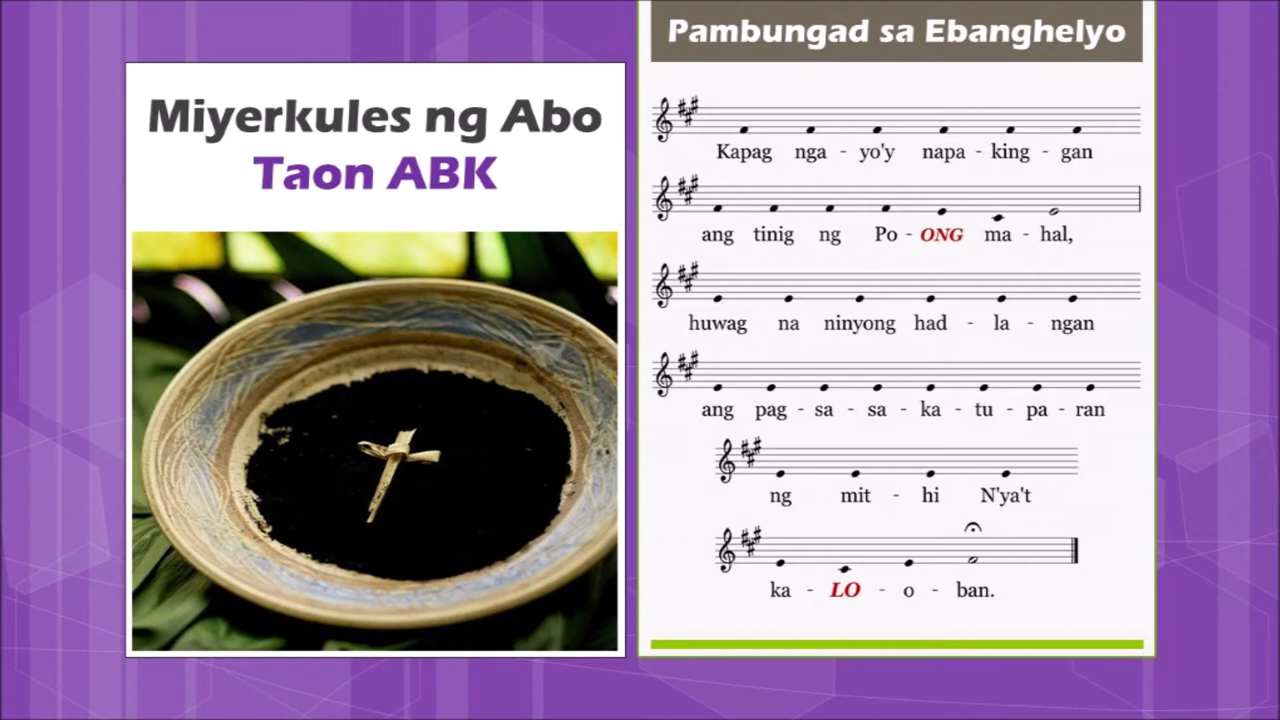 Miyerkules ng Abo
Taon ABK
Pambungad sa Ebanghelyo
Kapag nga - yo'y napa - king - gan
ang tinig ng Po - ONG ma - hal,
huwag na ninyong had - la - ngan
ang pag - sa - sa - ka - tu - pa - ran
ng mit - hi N'ya't
ka - LO - o - ban.